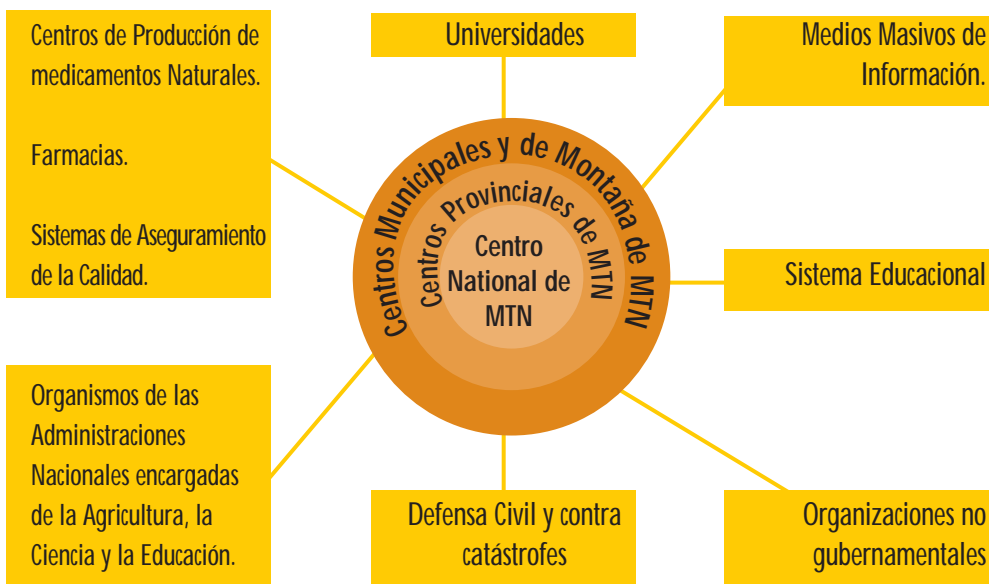 Centros de Producción de
medicamentos Naturales.
Farmacias.
Sistemas de Aseguramiento
de la Calidad.
Universidades
Medios Masivos de
Información.
Centros Municipales y de Montaña de MTN
Centros Provinciales de MTN
Centro
National de
MTN
Sistema Educacional
Organismos de las
Administraciones
Nacionales encargadas
de la Agricultura, la
Ciencia y la Educación.
Defensa Civil y contra
catástrofes
Organizaciones no
gubernamentales